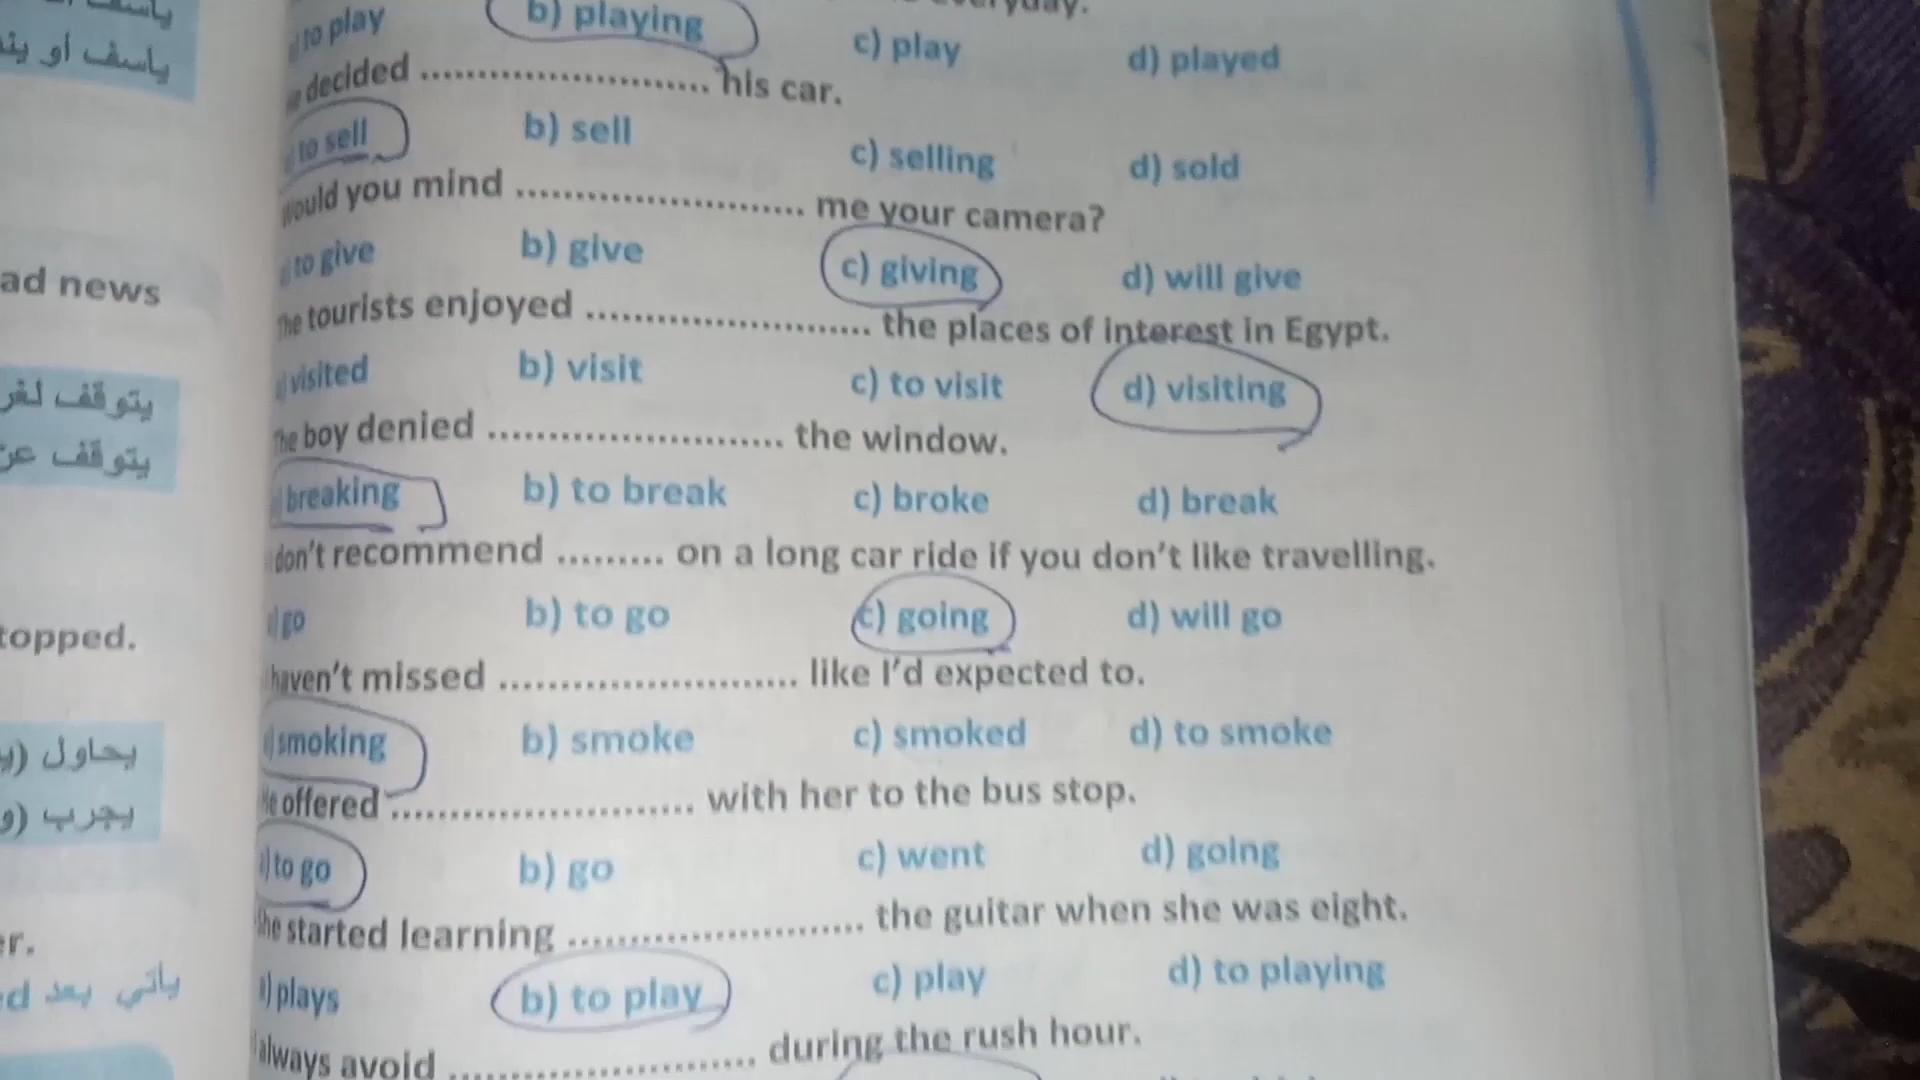 ياسف أو
ad news
يتوقف
يتوقف
topped.
يحاول
يجرب
er.
ياتي بعد ed
everyday.
to play b) playing c) play d) played
decided ........................ his car.
to sell b) sell c) selling d) sold
would you mind ........................ me your camera?
to give b) give c) giving d) will give
The tourists enjoyed ........................ the places of interest in Egypt.
visited b) visit c) to visit d) visiting
The boy denied ........................ the window.
breaking b) to break c) broke d) break
don't recommend ......... on a long car ride if you don't like travelling.
go b) to go c) going d) will go
haven't missed ........................ like I'd expected to.
smoking b) smoke c) smoked d) to smoke
He offered ........................ with her to the bus stop.
a) to go b) go c) went d) going
She started learning ........................ the guitar when she was eight.
a) plays b) to play c) play d) to playing
always avoid ........................ during the rush hour.